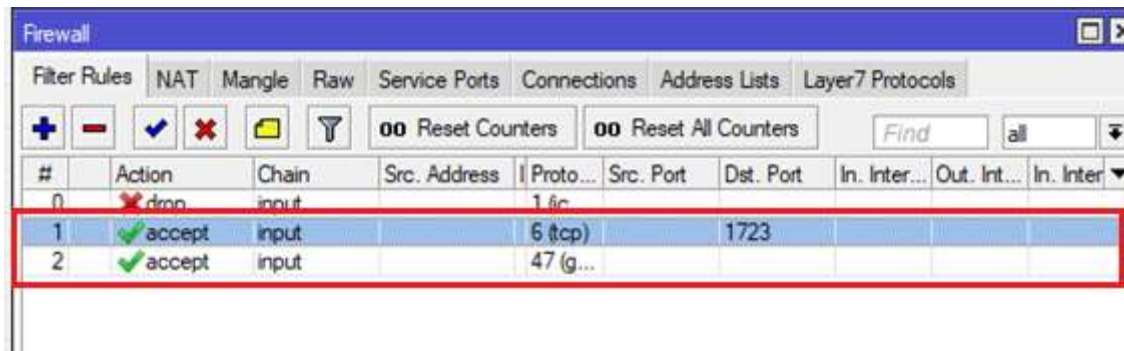 Firewall
Filter Rules NAT Mangle Raw Service Ports Connections Address Lists Layer7 Protocols
00 Reset Counters 00 Reset All Counters Find all
# Action Chain Src. Address Proto... Src. Port Dst. Port In. Inter... Out. Int... In. Inter
0 drop input 1 (ic
1 accept input 6 (tcp) 1723
2 accept input 47 (g...